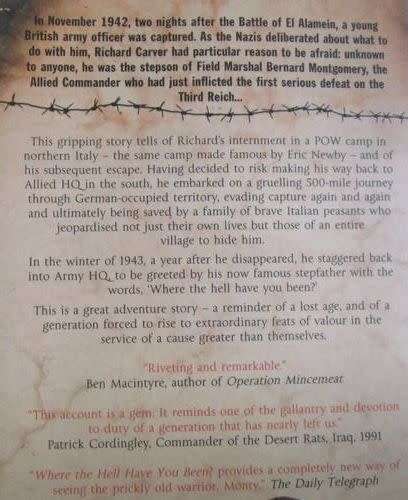 In November 1942, two nights after the Battle of El Alamein, a young
British army officer was captured. As the Nazis deliberated about what to
do with him, Richard Carver had particular reason to be afraid: unknown
to anyone, he was the stepson of Field Marshal Bernard Montgomery, the
Allied Commander who had just inflicted the first serious defeat on the
Third Reich...
This gripping story tells of Richard's internment in a POW camp in
northern Italy – the same camp made famous by Eric Newby – and of
his subsequent escape. Having decided to risk making his way back to
Allied HQ in the south, he embarked on a gruelling 500-mile journey
through German-occupied territory, evading capture again and again
and ultimately being saved by a family of brave Italian peasants who
jeopardised not just their own lives but those of an entire
village to hide him.
In the winter of 1943, a year after he disappeared, he staggered back
into Army HQ, to be greeted by his now famous stepfather with the
words, 'Where the hell have you been?'
This is a great adventure story – a reminder of a lost age, and of a
generation forced to rise to extraordinary feats of valour in the
service of a cause greater than themselves.
"Riveting and remarkable."
Ben Macintyre, author of Operation Mincemeat
"This account is a gem. It reminds one of the gallantry and devotion
to duty of a generation that has nearly left us."
Patrick Cordingley, Commander of the Desert Rats, Iraq, 1991
"Where the Hell Have You Been? provides a completely new way of
seeing the prickly old warrior, Monty." The Daily Telegraph